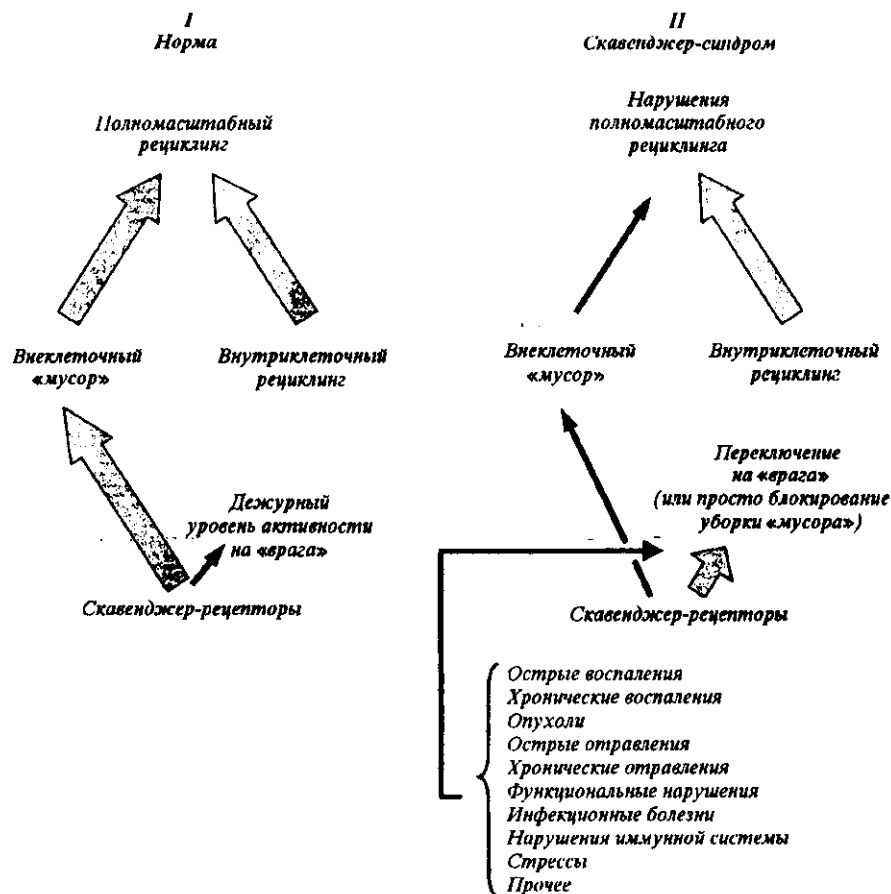 I
Норма
Полномасштабный
рециклинг
Внеклеточный
«мусор»
Внутриклеточный
рециклинг
Дежурный
уровень активности
на «врага»
Скавенджер-рецепторы
II
Скавенджер-синдром
Нарушения
полномасштабного
рециклинга
Внеклеточный
«мусор»
Внутриклеточный
рециклинг
Переключение
на «врага»
(или просто блокирование
уборки «мусора»)
Скавенджер-рецепторы
Острые воспаления
Хронические воспаления
Опухоли
Острые отравления
Хронические отравления
Функциональные нарушения
Инфекционные болезни
Нарушения иммунной системы
Стрессы
Прочее